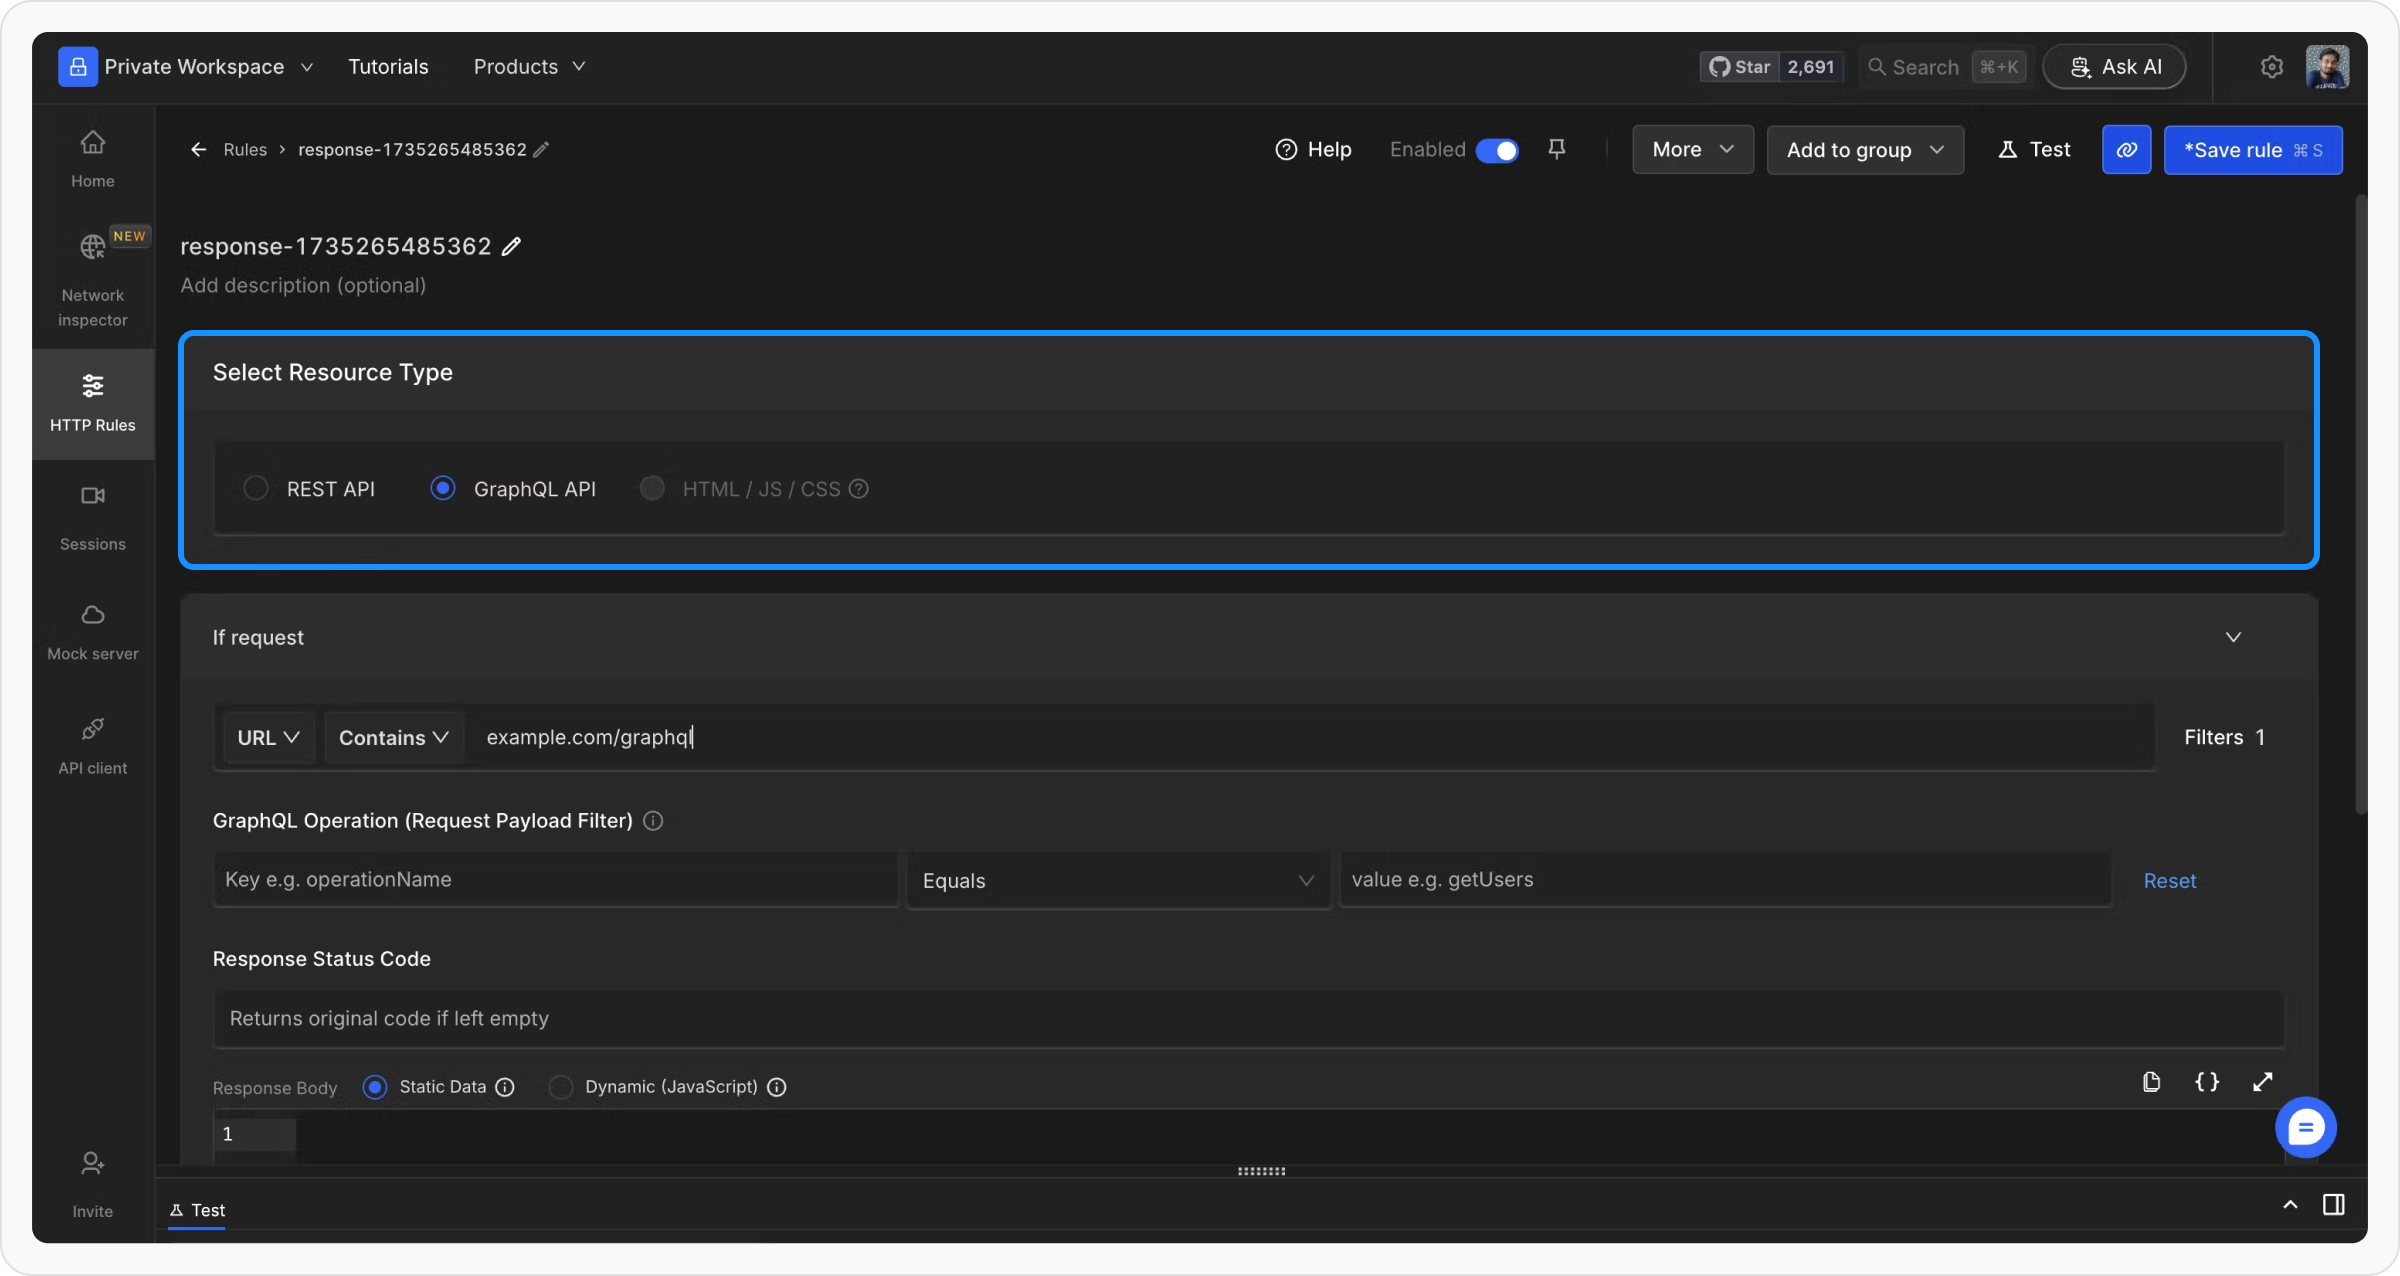 Private Workspace Tutorials Products Star 2,691 Search ⌘+K Ask AI
Rules > response-1735265485362 Help Enabled More Add to group Test *Save rule ⌘ S
Home
NEW
Network
inspector
HTTP Rules
Sessions
Mock server
API client
Invite
response-1735265485362
Add description (optional)
Select Resource Type
REST API GraphQL API HTML / JS / CSS
If request
URL Contains example.com/graphql Filters 1
GraphQL Operation (Request Payload Filter)
Key e.g. operationName Equals value e.g. getUsers Reset
Response Status Code
Returns original code if left empty
Response Body Static Data Dynamic (JavaScript) { }
1
Test